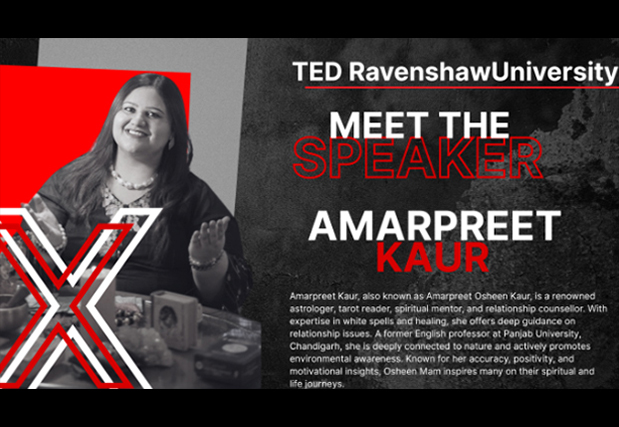 TED RavenshawUniversity
MEET THE
SPEAKER
AMARPREET
KAUR
Amarpreet Kaur, also known as Amarpreet Osheen Kaur, is a renowned
astrologer, tarot reader, spiritual mentor, and relationship counsellor. With
expertise in white spells and healing, she offers deep guidance on
relationship issues. A former English professor at Panjab University,
Chandigarh, she is deeply connected to nature and actively promotes
environmental awareness. Known for her accuracy, positivity, and
motivational insights, Osheen Mam inspires many on their spiritual and
life journeys.
X